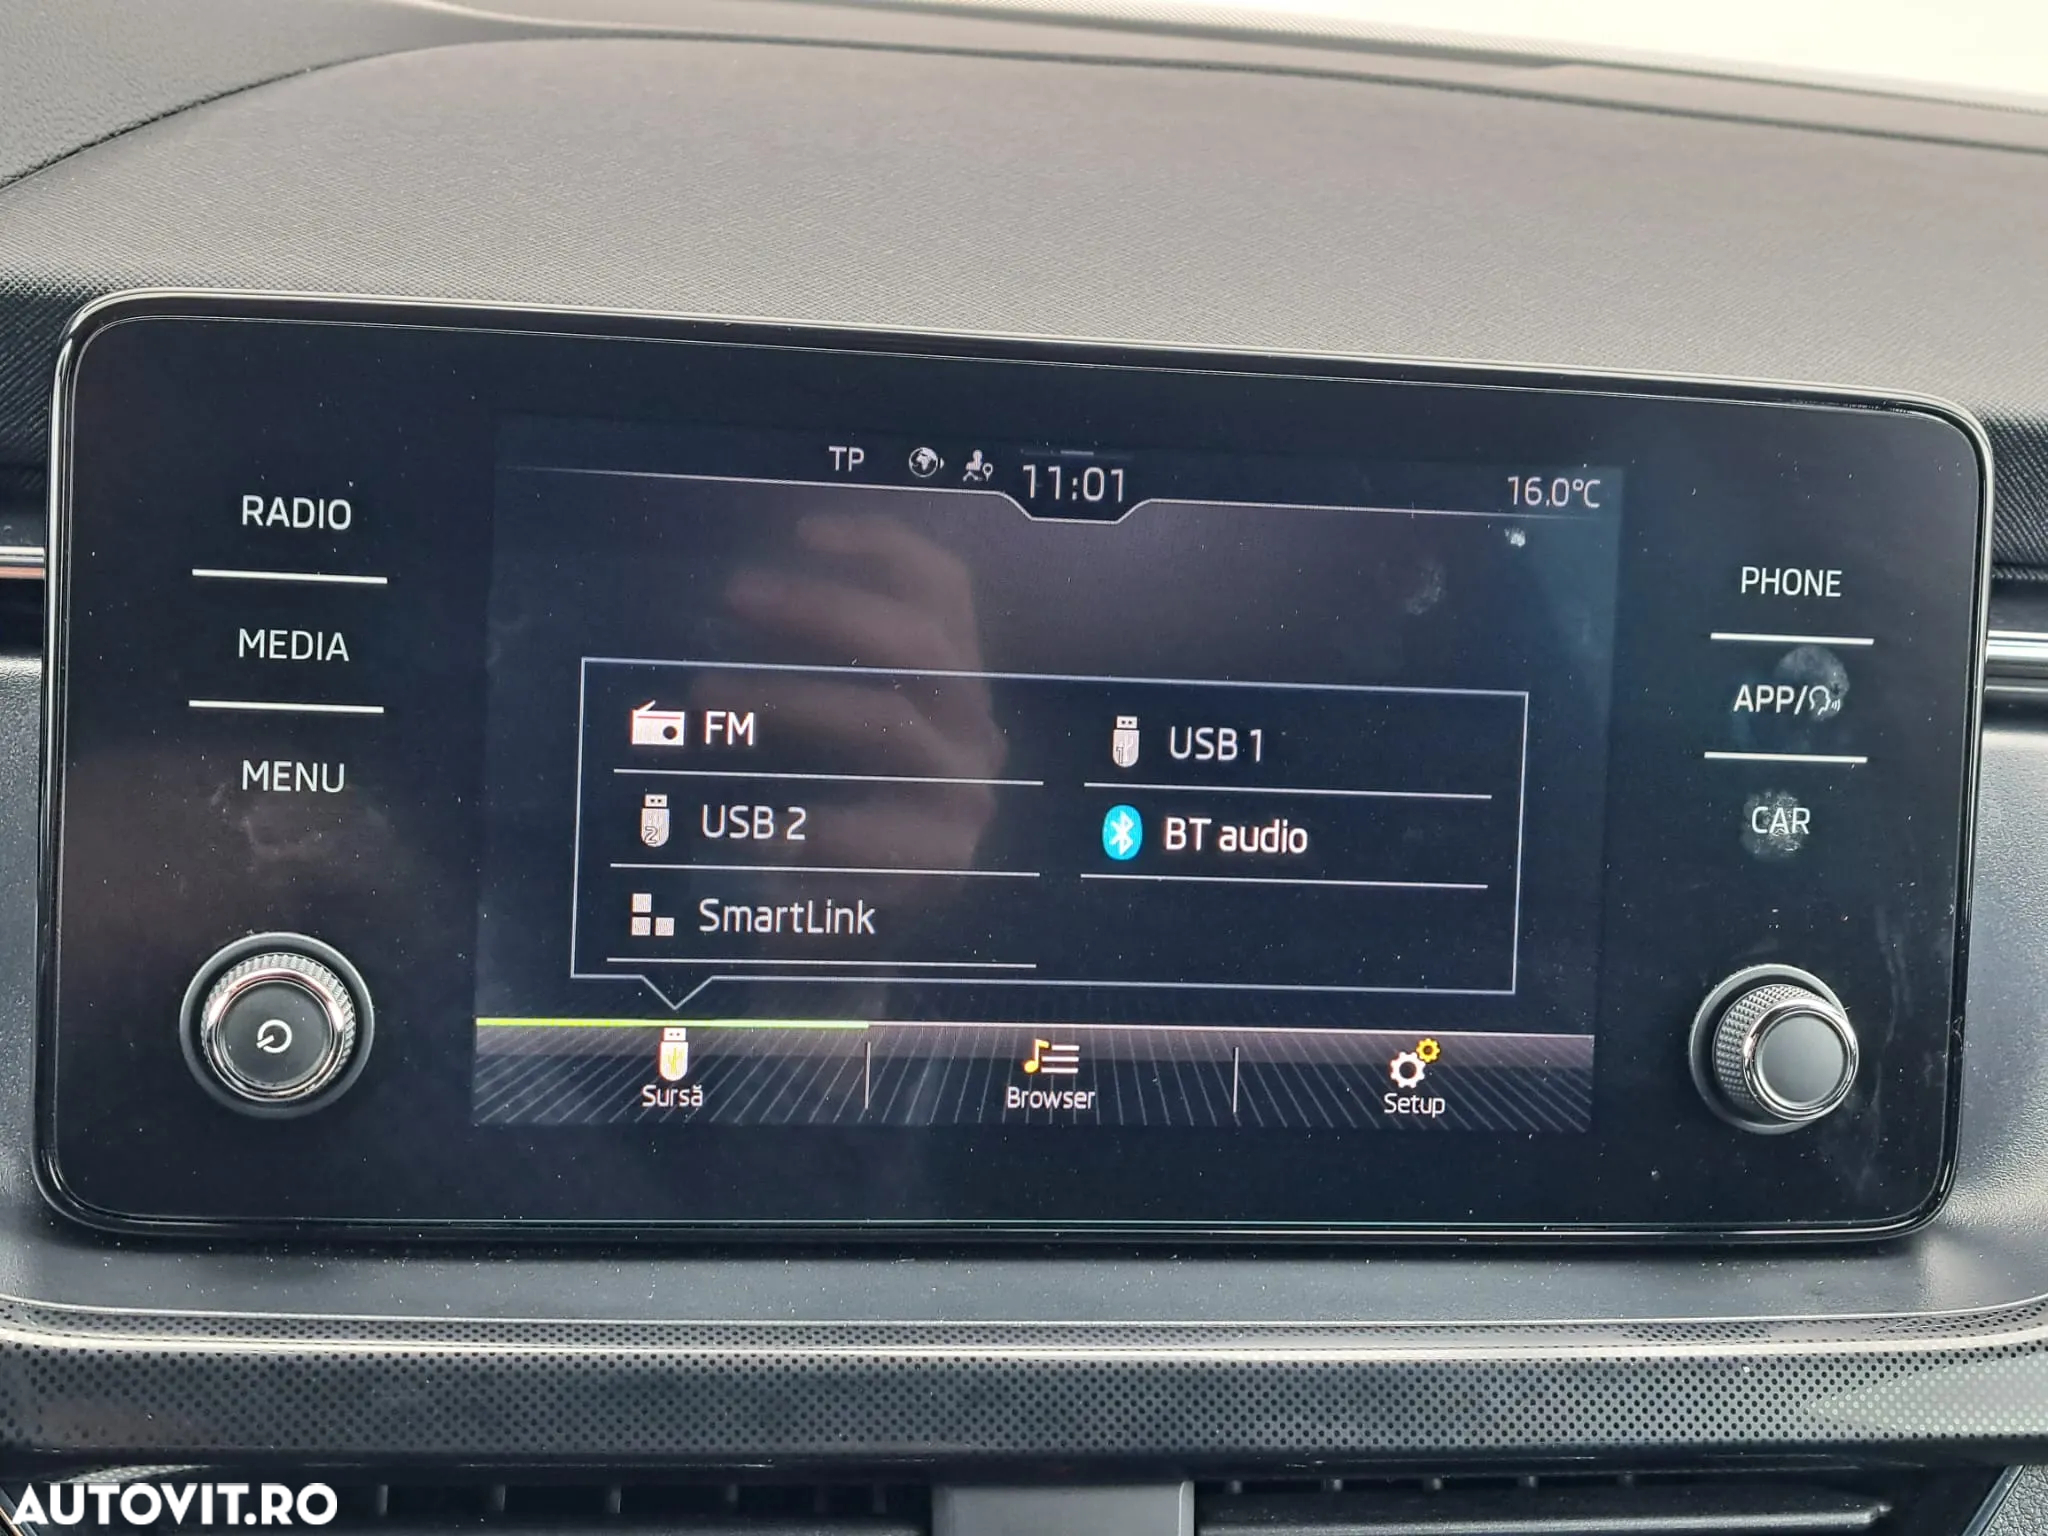 TP 11:01 16.0°C
RADIO
MEDIA
MENU
PHONE
APP/
CAR
FM
USB 1
USB 2
BT audio
SmartLink
Sursă
Browser
Setup
AUTOVIT.RO